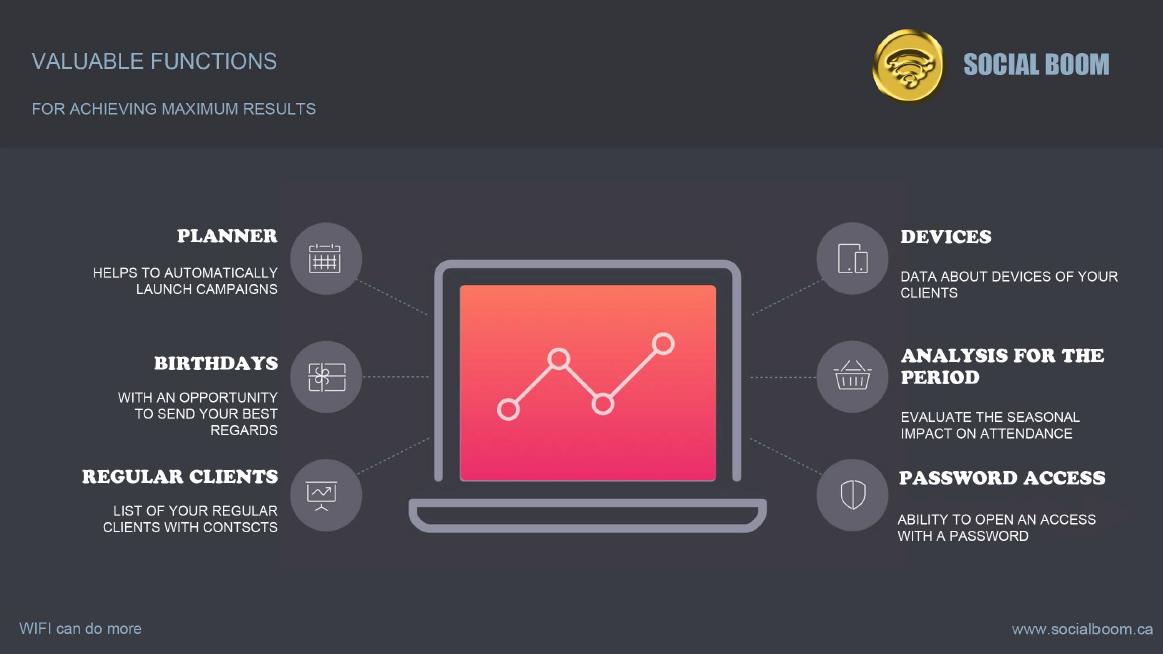 VALUABLE FUNCTIONS
FOR ACHIEVING MAXIMUM RESULTS
SOCIAL BOOM
PLANNER
HELPS TO AUTOMATICALLY
LAUNCH CAMPAIGNS
BIRTHDAYS
WITH AN OPPORTUNITY
TO SEND YOUR BEST
REGARDS
REGULAR CLIENTS
LIST OF YOUR REGULAR
CLIENTS WITH CONTSCTS
DEVICES
DATA ABOUT DEVICES OF YOUR
CLIENTS
ANALYSIS FOR THE
PERIOD
EVALUATE THE SEASONAL
IMPACT ON ATTENDANCE
PASSWORD ACCESS
ABILITY TO OPEN AN ACCESS
WITH A PASSWORD
WIFI can do more
www.socialboom.ca